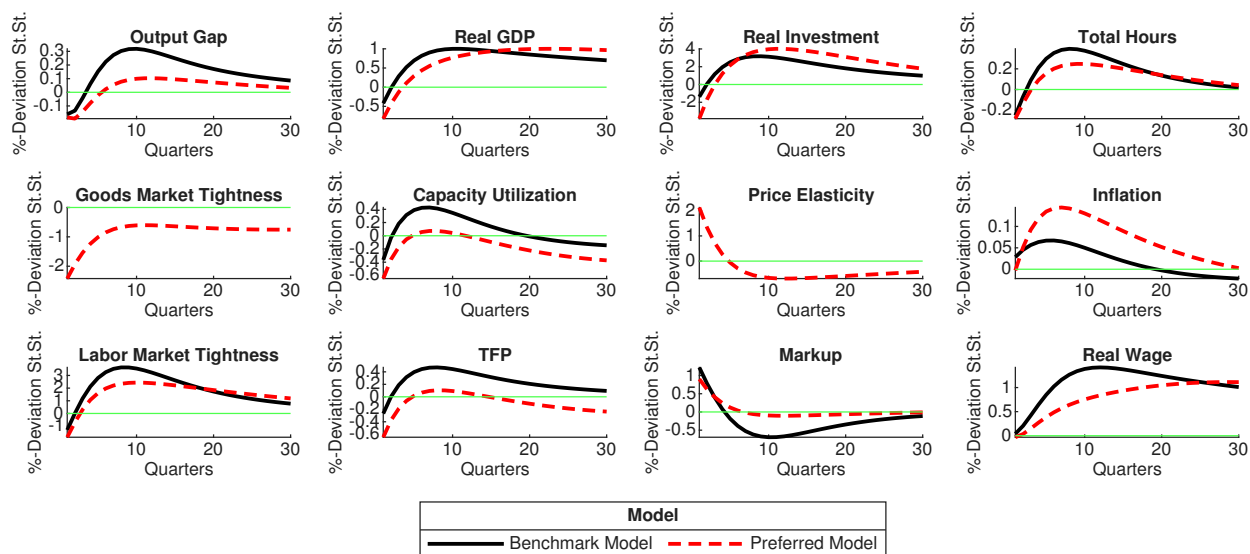 Output Gap
%-Deviation St.St.
0.3
0.2
0.1
0
-0.1
10
20
30
Quarters
Real GDP
%-Deviation St.St.
1
0.5
0
-0.5
10
20
30
Quarters
Real Investment
%-Deviation St.St.
4
2
0
-2
10
20
30
Quarters
Total Hours
%-Deviation St.St.
0.2
0
-0.2
10
20
30
Quarters
Goods Market Tightness
%-Deviation St.St.
0
-1
-2
10
20
30
Quarters
Capacity Utilization
%-Deviation St.St.
0.4
0.2
0
-0.2
-0.4
-0.6
10
20
30
Quarters
Price Elasticity
%-Deviation St.St.
2
1
0
10
20
30
Quarters
Inflation
%-Deviation St.St.
0.1
0.05
0
10
20
30
Quarters
Labor Market Tightness
%-Deviation St.St.
3
2
1
0
-1
10
20
30
Quarters
TFP
%-Deviation St.St.
0.4
0.2
0
-0.2
-0.4
-0.6
10
20
30
Quarters
Markup
%-Deviation St.St.
1
0.5
0
-0.5
10
20
30
Quarters
Real Wage
%-Deviation St.St.
1
0.5
0
10
20
30
Quarters
Model
Benchmark Model
Preferred Model